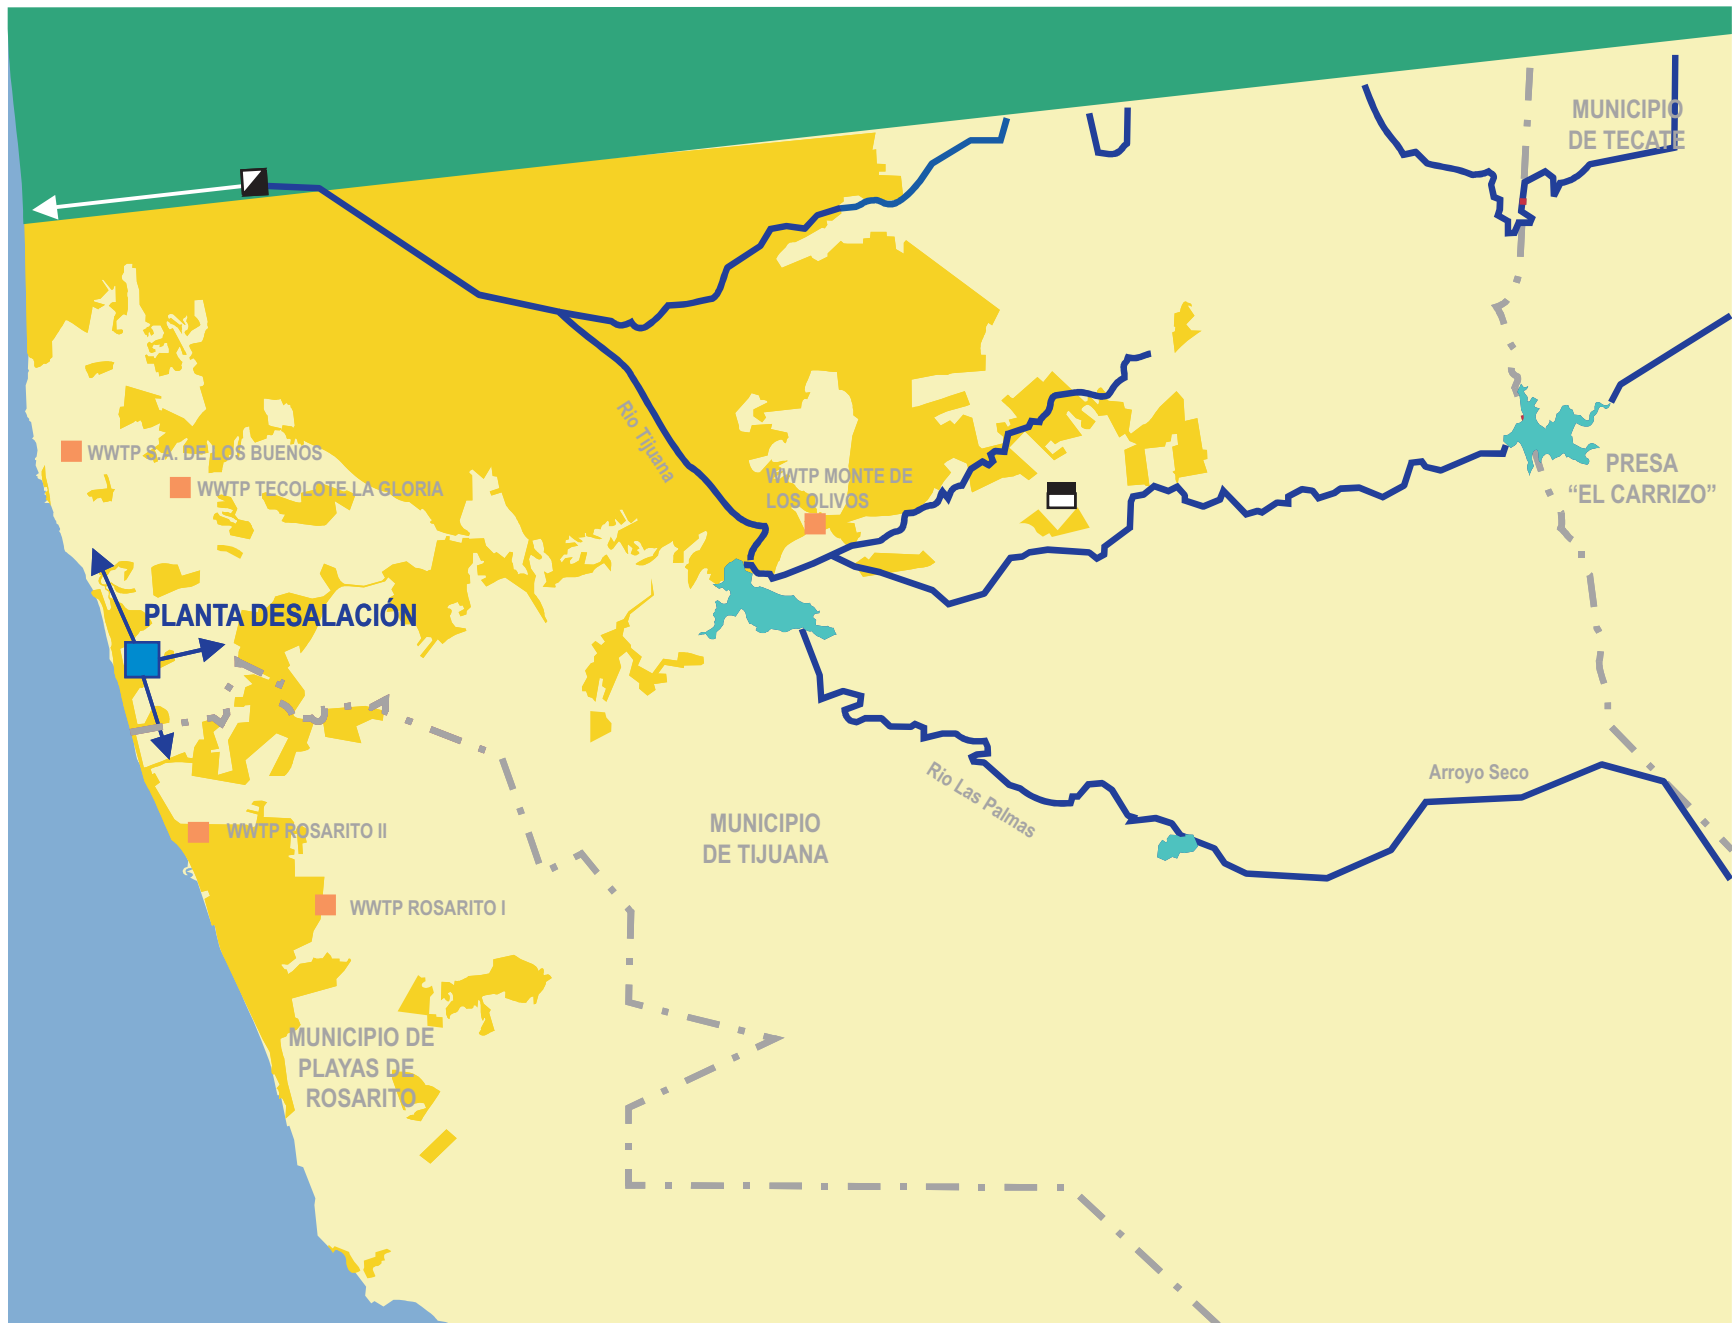 MUNICIPIO
DE TECATE
Rio Tijuana
WWTP S.A. DE LOS BUENOS
WWTP TECOLOTE LA GLORIA
WWTP MONTE DE
LOS OLIVOS
PRESA
“EL CARRIZO”
PLANTA DESALACIÓN
Rio Las Palmas
Arroyo Seco
MUNICIPIO
DE TIJUANA
WWTP ROSARITO II
WWTP ROSARITO I
MUNICIPIO DE
PLAYAS DE
ROSARITO